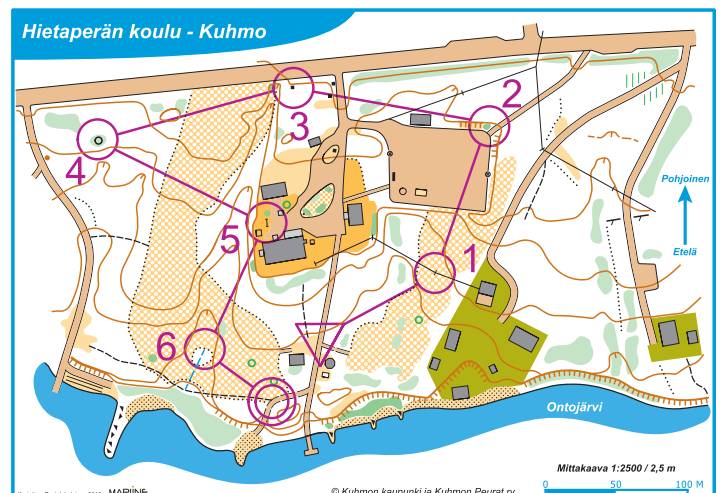 Hietaperän koulu - Kuhmo
2
3
4
Pohjoinen
5
Etelä
1
6
Ontojärvi
Mittakaava 1:2500 / 2,5 m
© Kuhmon kaupunki ja Kuhmon Peurat ry
0 50 100 M